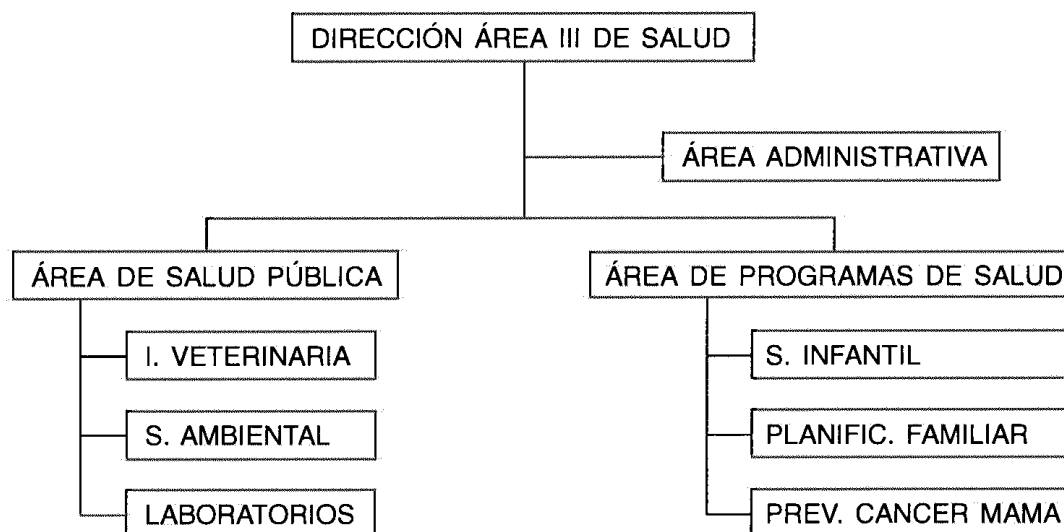 DIRECCIÓN ÁREA III DE SALUD
ÁREA ADMINISTRATIVA
ÁREA DE SALUD PÚBLICA
I. VETERINARIA
S. AMBIENTAL
LABORATORIOS
ÁREA DE PROGRAMAS DE SALUD
S. INFANTIL
PLANIFIC. FAMILIAR
PREV. CANCER MAMA